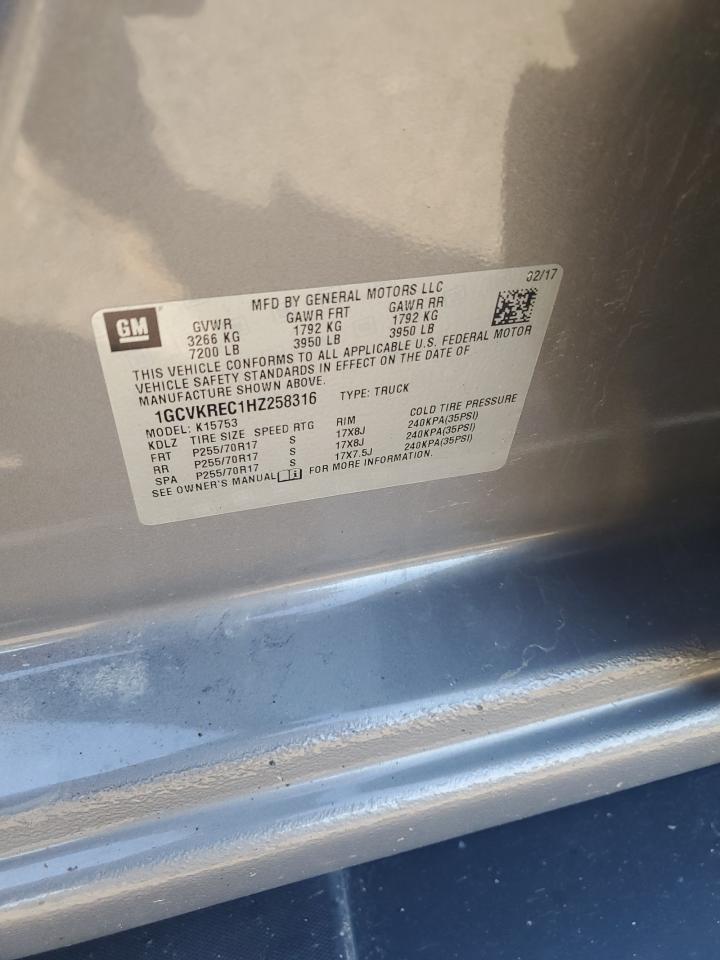 02/17
GM
MFD BY GENERAL MOTORS LLC
GVWR GAWR FRT GAWR RR
3266 KG 1792 KG 1792 KG
7200 LB 3950 LB 3950 LB
THIS VEHICLE CONFORMS TO ALL APPLICABLE U.S. FEDERAL MOTOR
VEHICLE SAFETY STANDARDS IN EFFECT ON THE DATE OF
MANUFACTURE SHOWN ABOVE.
1GCVKREC1HZ258316 TYPE: TRUCK
MODEL: K15753
KDLZ TIRE SIZE SPEED RTG RIM COLD TIRE PRESSURE
FRT P255/70R17 S 17X8J 240KPA(35PSI)
RR P255/70R17 S 17X8J 240KPA(35PSI)
SPA P255/70R17 S 17X7.5J 240KPA(35PSI)
SEE OWNER'S MANUAL FOR MORE INFORMATION.